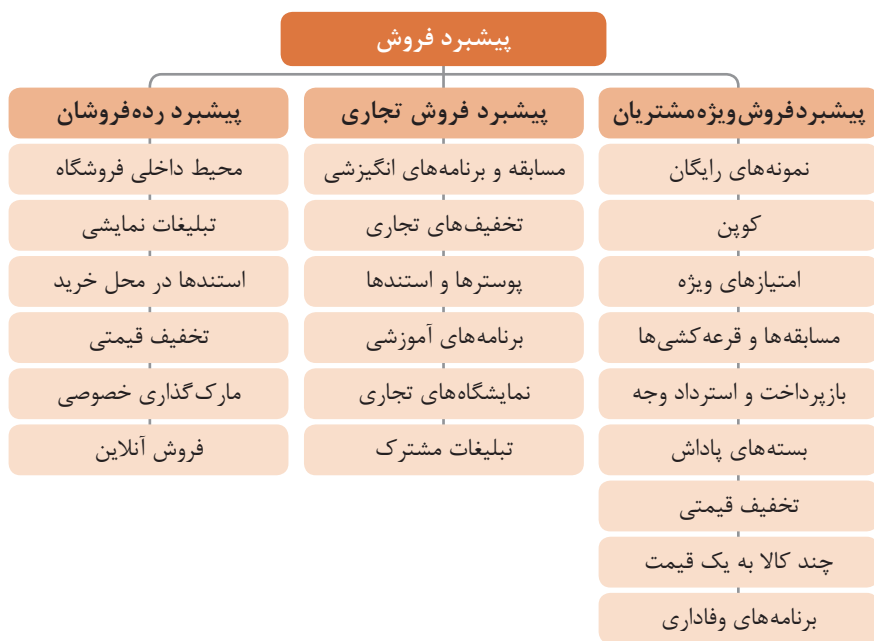 پیشبرد فروش
پیشبردفروش‌ویژه‌مشتریان
نمونه‌های رایگان
کوپن
امتیازهای ویژه
مسابقه‌ها و قرعه‌کشی‌ها
بازپرداخت و استرداد وجه
بسته‌های پاداش
تخفیف قیمتی
چند کالا به یک قیمت
برنامه‌های وفاداری
پیشبرد فروش تجاری
مسابقه و برنامه‌های انگیزشی
تخفیف‌های تجاری
پوسترها و استندها
برنامه‌های آموزشی
نمایشگاه‌های تجاری
تبلیغات مشترک
پیشبرد رده‌فروشان
محیط داخلی فروشگاه
تبلیغات نمایشی
استندها در محل خرید
تخفیف قیمتی
مارک‌گذاری خصوصی
فروش آنلاین